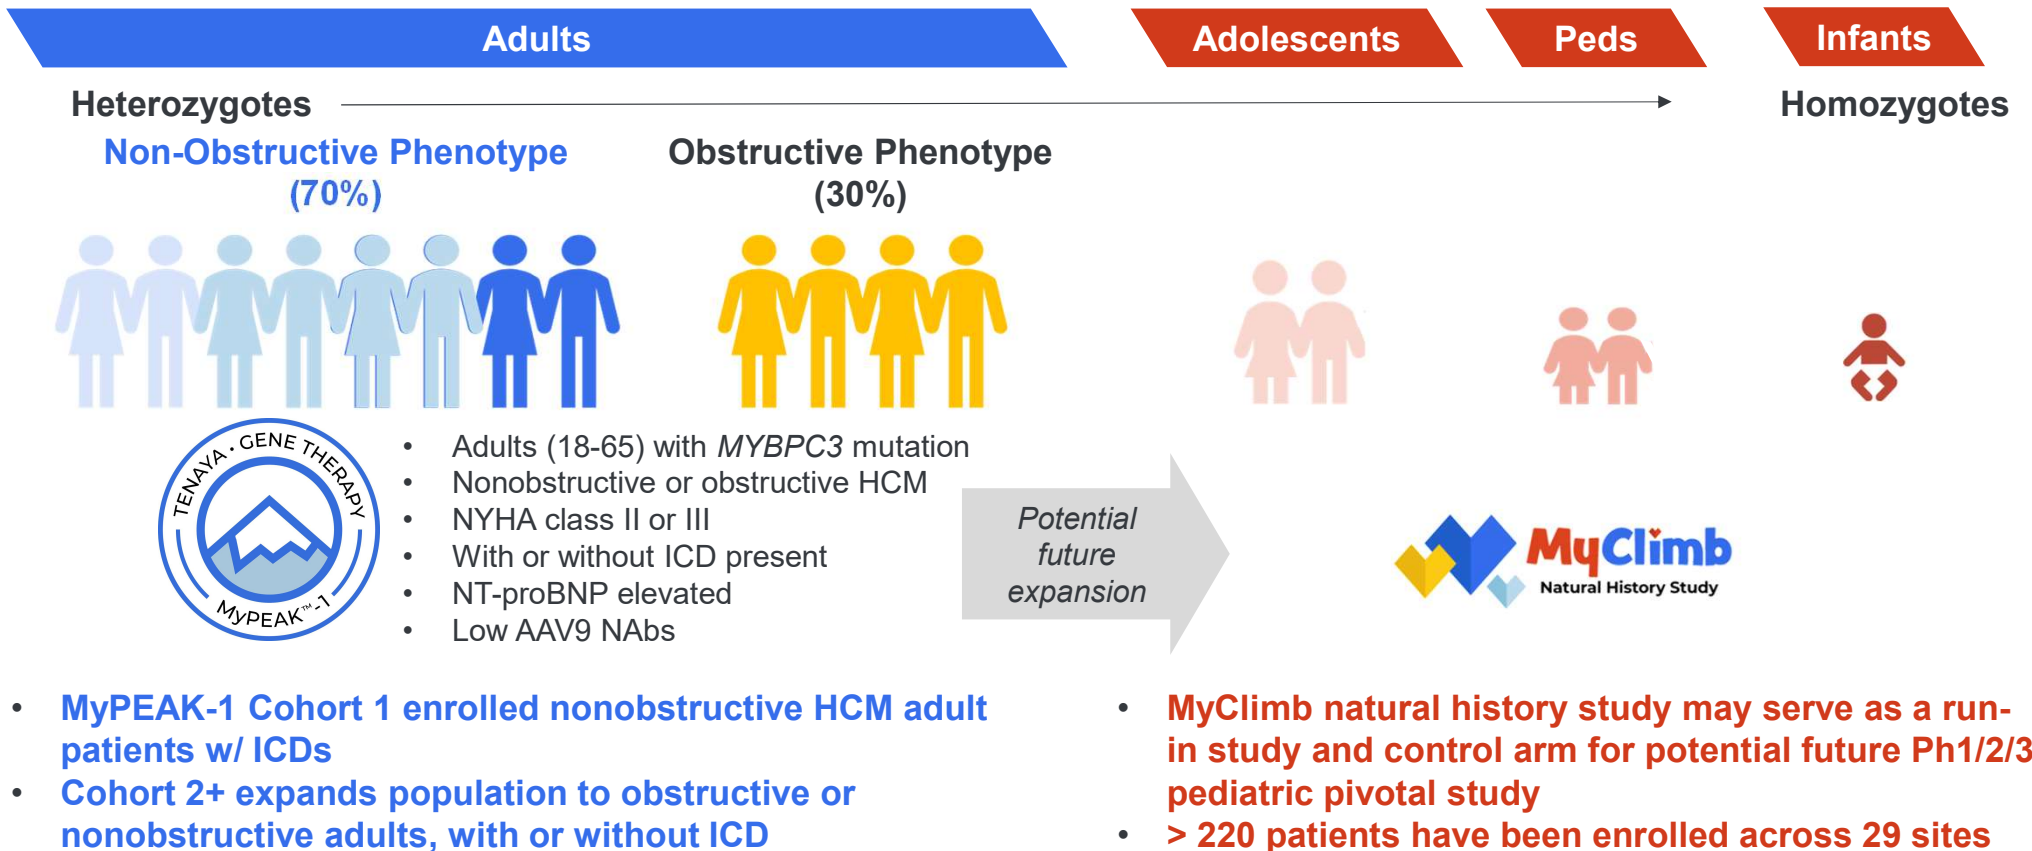 Adults
Adolescents
Peds
Infants
Heterozygotes
Homozygotes
Non-Obstructive Phenotype
(70%)
Obstructive Phenotype
(30%)
TENAYA · GENE THERAPY
MyPEAK™-1
• Adults (18-65) with MYBPC3 mutation
• Nonobstructive or obstructive HCM
• NYHA class II or III
• With or without ICD present
• NT-proBNP elevated
• Low AAV9 NAbs
Potential
future
expansion
MyClimb
Natural History Study
• MyPEAK-1 Cohort 1 enrolled nonobstructive HCM adult
patients w/ ICDs
• Cohort 2+ expands population to obstructive or
nonobstructive adults, with or without ICD
• MyClimb natural history study may serve as a run-
in study and control arm for potential future Ph1/2/3
pediatric pivotal study
• > 220 patients have been enrolled across 29 sites